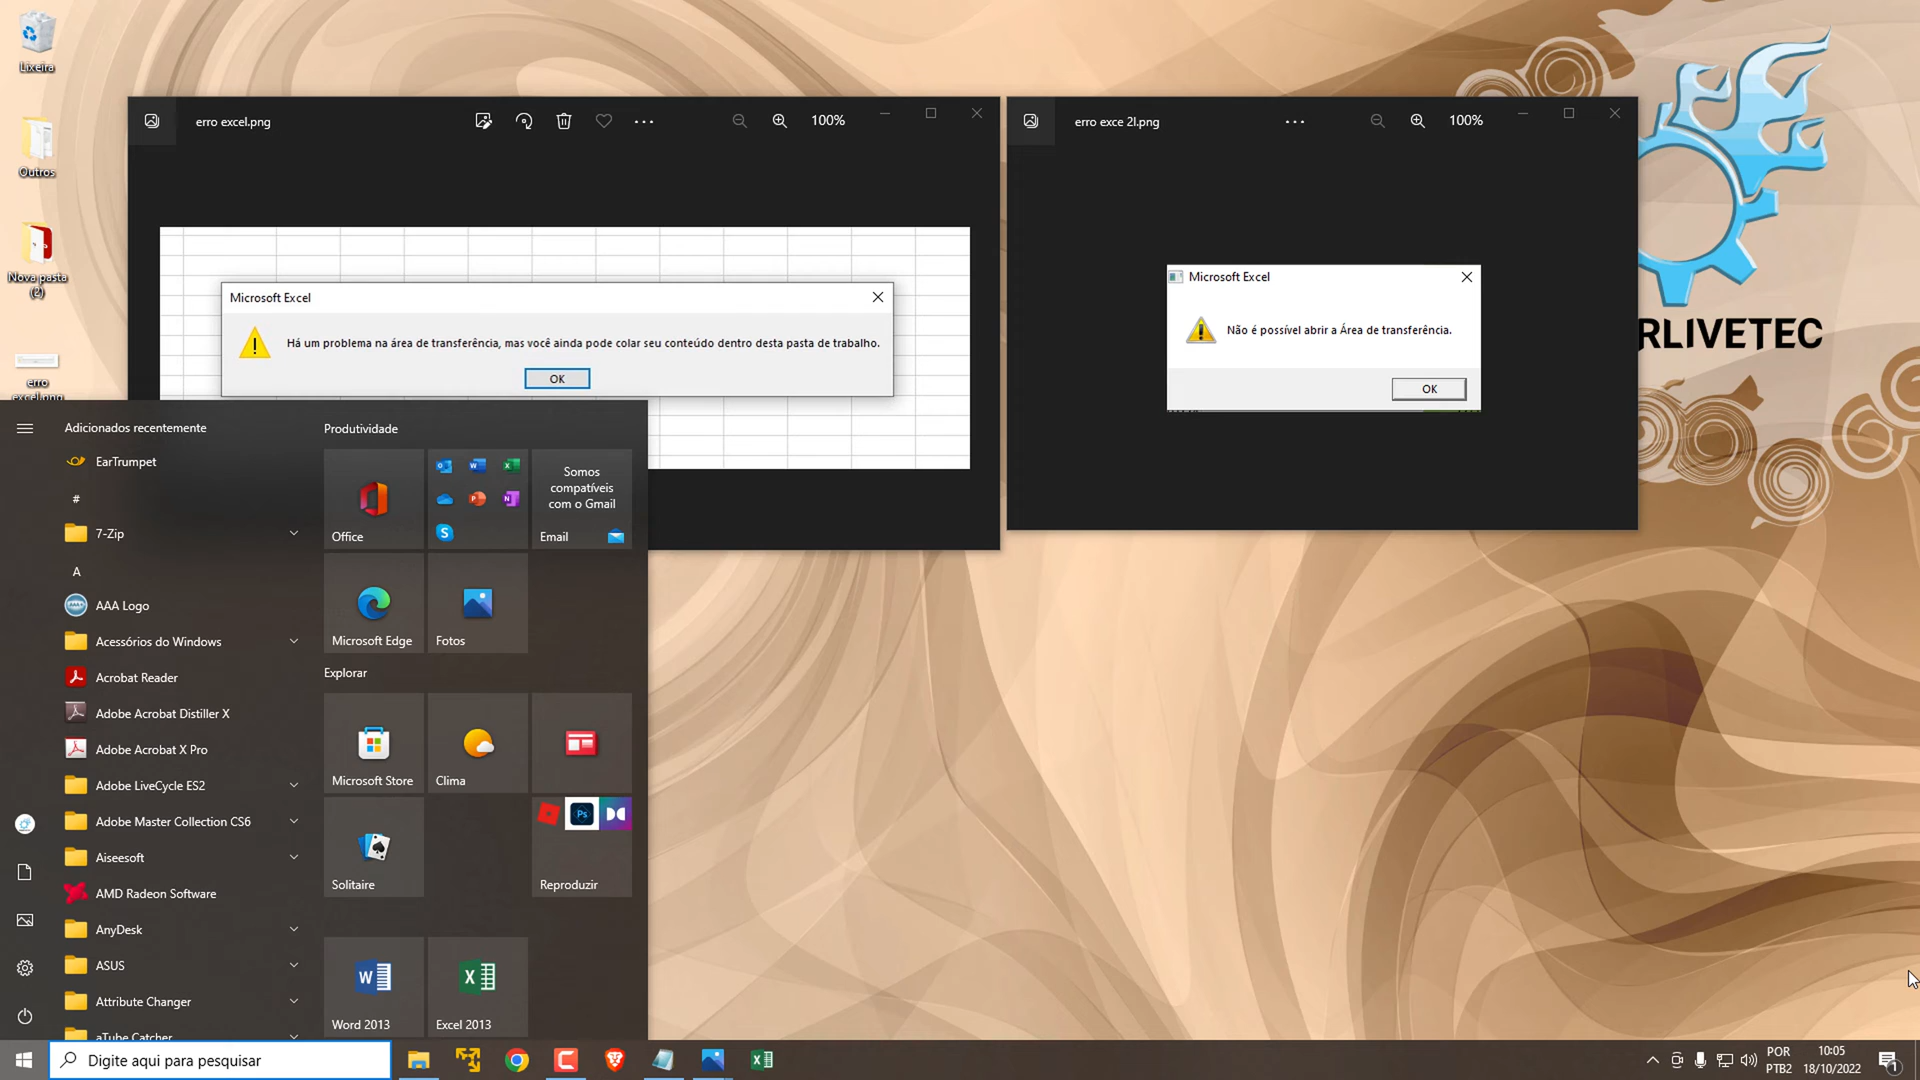 Lixeira
Outros
Nova pasta
(2)
erro
excel.png
erro excel.png
100%
Microsoft Excel
Há um problema na área de transferência, mas você ainda pode colar seu conteúdo dentro desta pasta de trabalho.
OK
erro exce 2l.png
100%
Microsoft Excel
Não é possível abrir a Área de transferência.
OK
RLIVETEC
Adicionados recentemente
EarTrumpet
#
7-Zip
A
AAA Logo
Acessórios do Windows
Acrobat Reader
Adobe Acrobat Distiller X
Adobe Acrobat X Pro
Adobe LiveCycle ES2
Adobe Master Collection CS6
Aiseesoft
AMD Radeon Software
AnyDesk
ASUS
Attribute Changer
aTube Catcher
Produtividade
Office
Somos
compatíveis
com o Gmail
Email
Microsoft Edge
Fotos
Explorar
Microsoft Store
Clima
Solitaire
Ps
Reproduzir
Word 2013
Excel 2013
Digite aqui para pesquisar
POR
PTB2
10:05
18/10/2022
1